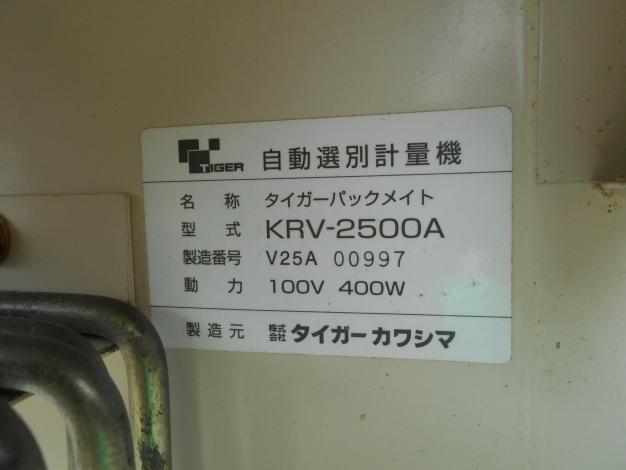 TIGER 自動選別計量機
名称 タイガーパックメイト
型式 KRV-2500A
製造番号 V25A 00997
動力 100V 400W
製造元 株式会社 タイガーカワシマ